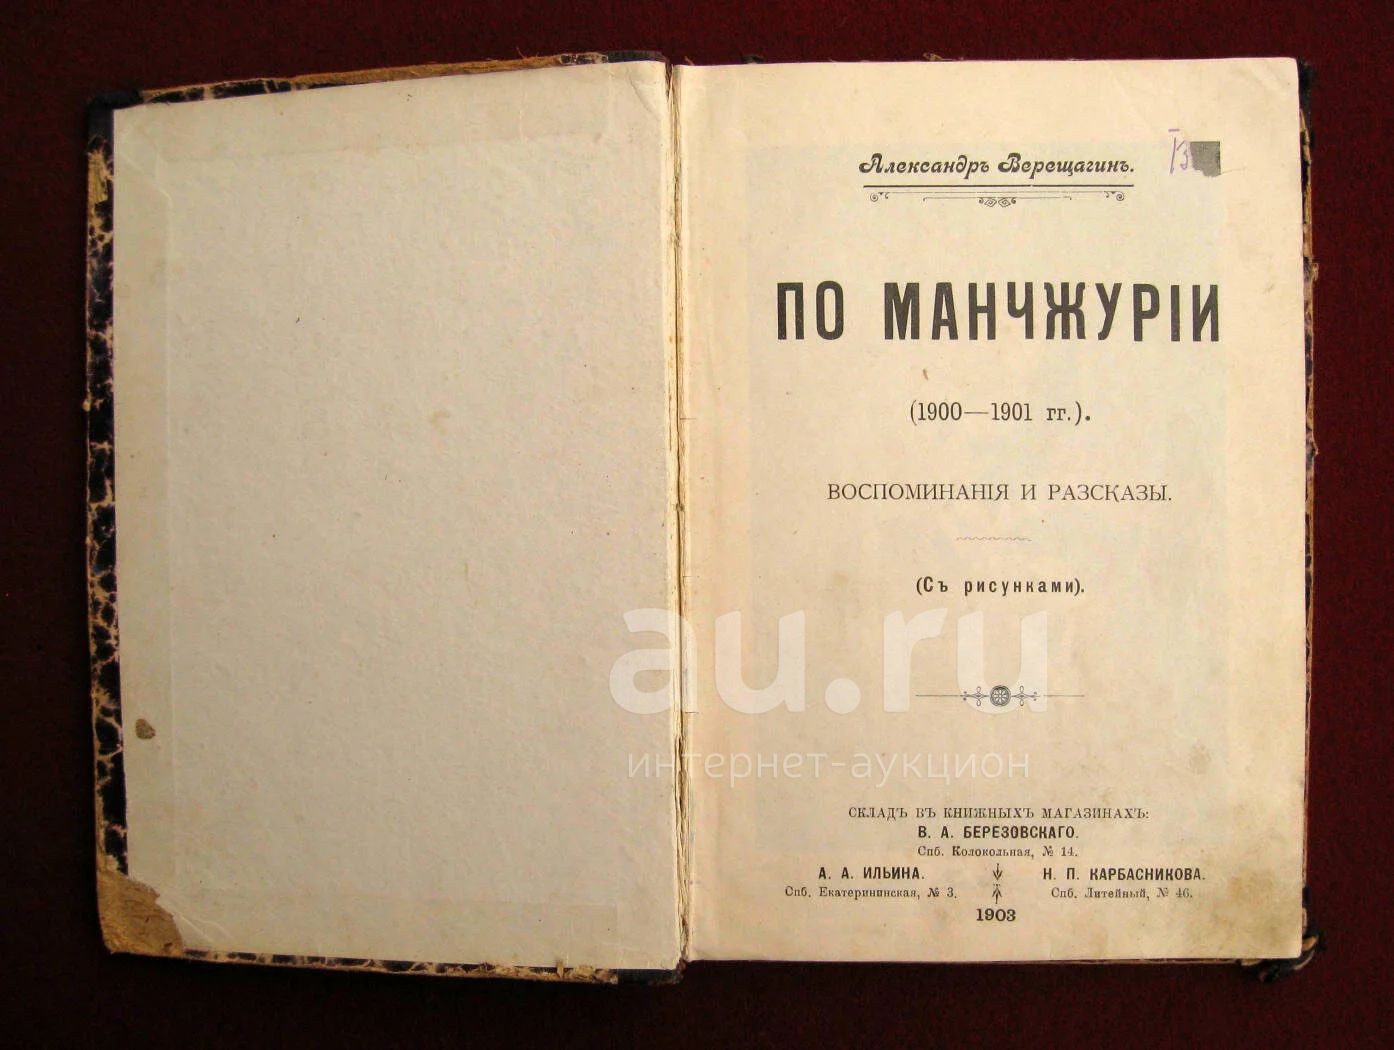 Александръ Верещагинъ.
ПО МАНЧЖУРІИ
(1900—1901 гг.).
ВОСПОМИНАНІЯ И РАЗСКАЗЫ.
(Съ рисунками).
au.ru
интернет-аукцион
СКЛАДЪ ВЪ КНИЖНЫХЪ МАГАЗИНАХЪ:
В. А. БЕРЕЗОВСКАГО.
Спб. Колокольная, № 14.
А. А. ИЛЬИНА.
Спб. Екатерининская, № 3.
Н. П. КАРБАСНИКОВА.
Спб. Литейный, № 46.
1903